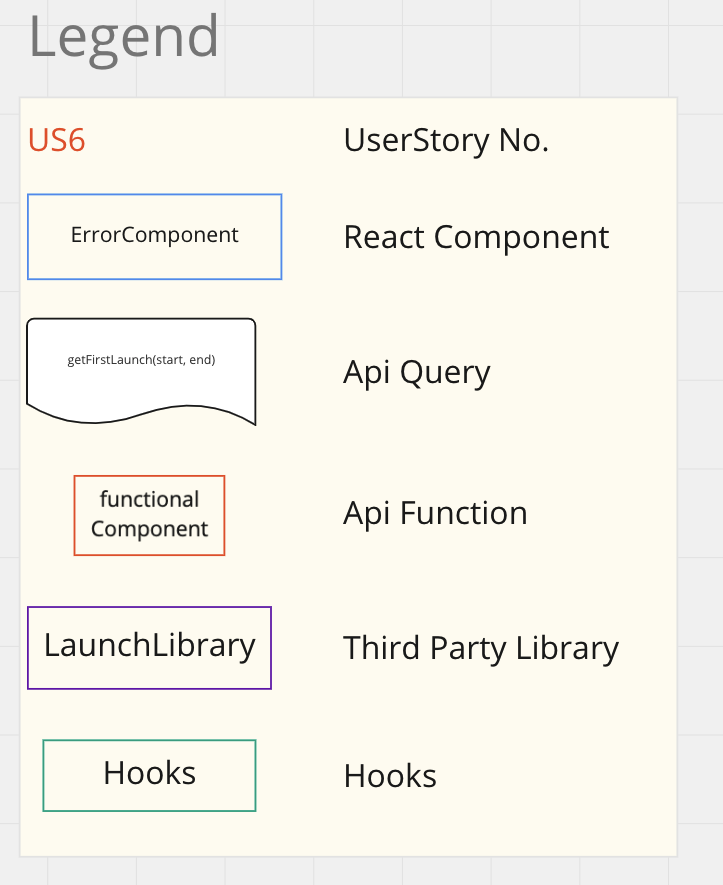 Legend
US6 UserStory No.
ErrorComponent React Component
getFirstLaunch(start, end) Api Query
functional
Component Api Function
LaunchLibrary Third Party Library
Hooks Hooks